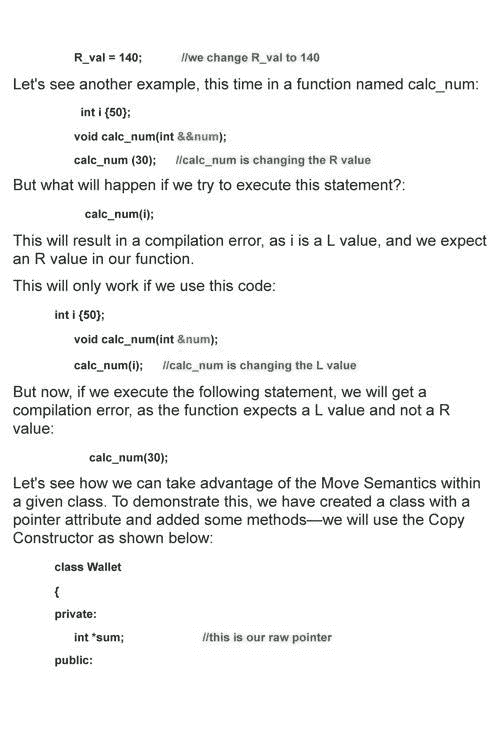 R_val = 140; //we change R_val to 140
Let's see another example, this time in a function named calc_num:
int i {50};
void calc_num(int &&num);
calc_num (30); //calc_num is changing the R value
But what will happen if we try to execute this statement?:
calc_num(i);
This will result in a compilation error, as i is a L value, and we expect
an R value in our function.
This will only work if we use this code:
int i {50};
void calc_num(int &num);
calc_num(i); //calc_num is changing the L value
But now, if we execute the following statement, we will get a
compilation error, as the function expects a L value and not a R
value:
calc_num(30);
Let's see how we can take advantage of the Move Semantics within
a given class. To demonstrate this, we have created a class with a
pointer attribute and added some methods—we will use the Copy
Constructor as shown below:
class Wallet
{
private:
int *sum; //this is our raw pointer
public: